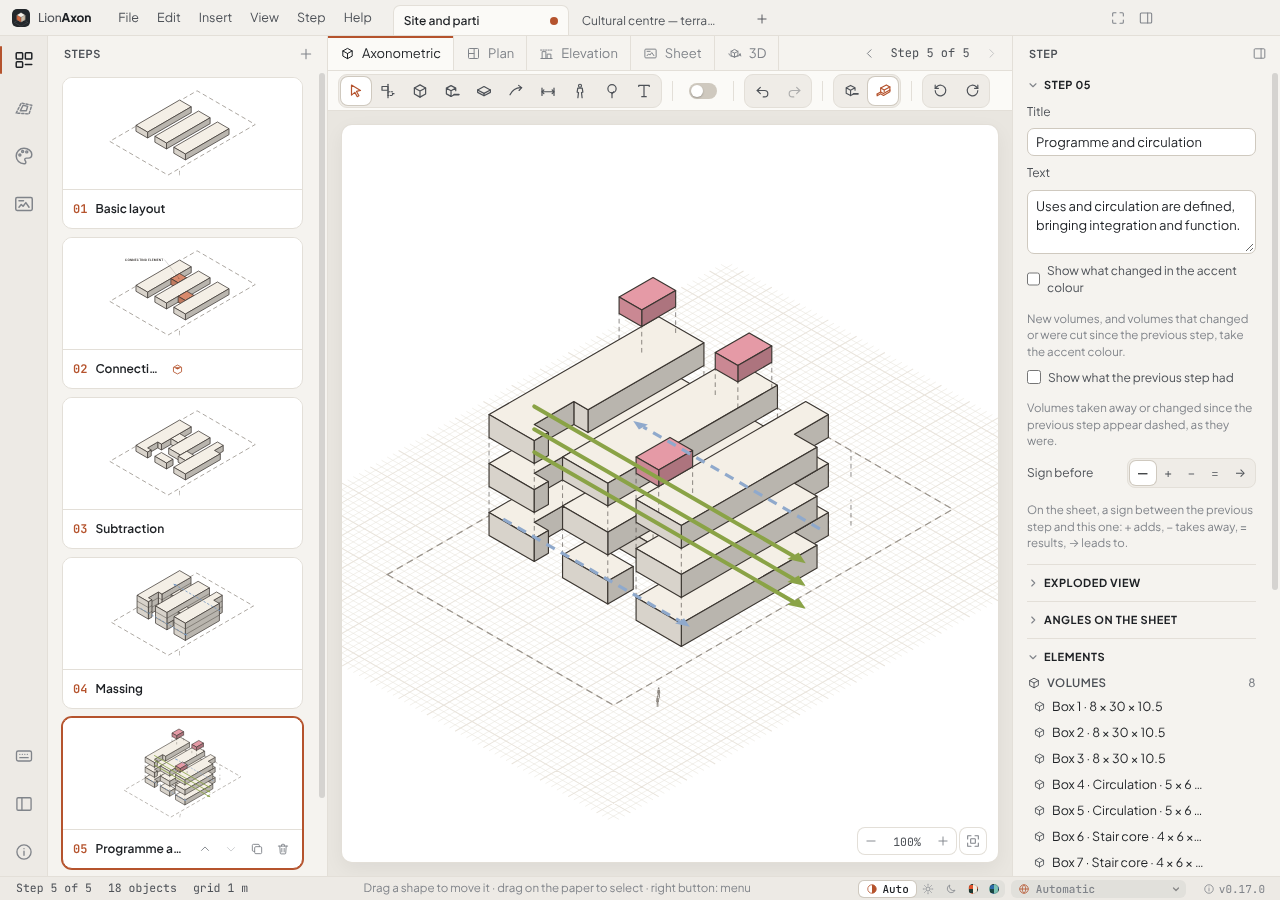 LionAxon File Edit Insert View Step Help Site and parti Cultural centre — terra...
STEPS
01 Basic layout
CONNECTING ELEMENT
02 Connecti...
03 Subtraction
04 Massing
05 Programme a...
Axonometric Plan Elevation Sheet 3D Step 5 of 5
100%
STEP
STEP 05
Title
Programme and circulation
Text
Uses and circulation are defined,
bringing integration and function.
Show what changed in the accent
colour
New volumes, and volumes that changed
or were cut since the previous step, take
the accent colour.
Show what the previous step had
Volumes taken away or changed since the
previous step appear dashed, as they
were.
Sign before — + − = →
On the sheet, a sign between the previous
step and this one: + adds, − takes away, =
results, → leads to.
EXPLODED VIEW
ANGLES ON THE SHEET
ELEMENTS
VOLUMES 8
Box 1 · 8 × 30 × 10.5
Box 2 · 8 × 30 × 10.5
Box 3 · 8 × 30 × 10.5
Box 4 · Circulation · 5 × 6 ...
Box 5 · Circulation · 5 × 6 ...
Box 6 · Stair core · 4 × 6 ×...
Box 7 · Stair core · 4 × 6 × ...
Step 5 of 5 18 objects grid 1 m Drag a shape to move it · drag on the paper to select · right button: menu Auto Automatic v0.17.0